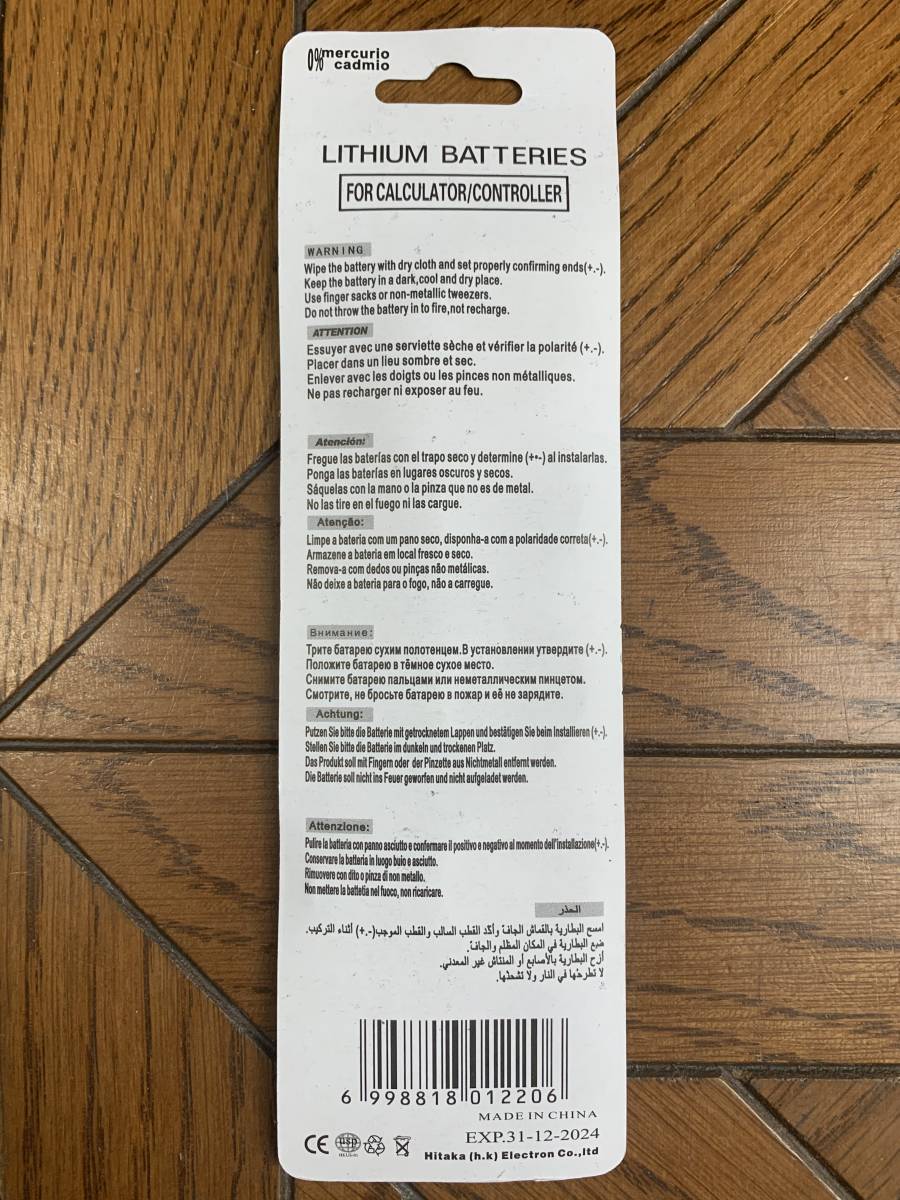 0% mercurio
cadmio
LITHIUM BATTERIES
FOR CALCULATOR/CONTROLLER
WARNING
Wipe the battery with dry cloth and set properly confirming ends(+.-).
Keep the battery in a dark,cool and dry place.
Use finger sacks or non-metallic tweezers.
Do not throw the battery in to fire,not recharge.
ATTENTION
Essuyer avec une serviette sèche et vérifier la polarité (+.-).
Placer dans un lieu sombre et sec.
Enlever avec les doigts ou les pinces non métalliques.
Ne pas recharger ni exposer au feu.
Atención:
Fregue las baterías con el trapo seco y determine (+•-) al instalarlas.
Ponga las baterías en lugares oscuros y secos.
Sáquelas con la mano o la pinza que no es de metal.
No las tire en el fuego ni las cargue.
Atenção:
Limpe a bateria com um pano seco, disponha-a com a polaridade correta(+.-).
Armazene a bateria em local fresco e seco.
Remova-a com dedos ou pinças não metálicas.
Não deixe a bateria para o fogo, não a carregue.
Внимание:
Трите батарею сухим полотенцем.В установлении утвердите (+.-).
Положите батарею в тёмное сухое место.
Снимите батарею пальцами или неметаллическим пинцетом.
Смотрите, не бросьте батарею в пожар и её не зарядите.
Achtung:
Putzen Sie bitte die Batterie mit getrocknetem Lappen und bestätigen Sie beim Installieren (+.-).
Stellen Sie bitte die Batterie im dunkeln und trockenen Platz.
Das Produkt soll mit Fingern oder der Pinzette aus Nichtmetall entfernt werden.
Die Batterie soll nicht ins Feuer geworfen und nicht aufgeladet werden.
Attenzione:
Pulire la batteria con panno asciutto e confermare il positivo e negativo al momento dell'installazione(+.-).
Conservare la batteria in luogo buio e asciutto.
Rimuovere con dito o pinza di non metallo.
Non mettere la battetia nel fuoco, non ricaricare.
الحذر
امسح البطارية بالقماش الجافة وأكد القطب السالب والقطب الموجب(-.+) أثناء التركيب.
ضع البطارية في المكان المظلم والجافة.
أزح البطارية بالأصابع أو المنتاش غير المعدني.
لا تطرحها في النار ولا تشحنها.
6 998818 012206
MADE IN CHINA
CE usp
EXP.31-12-2024
Hitaka (h.k) Electron Co.,ltd